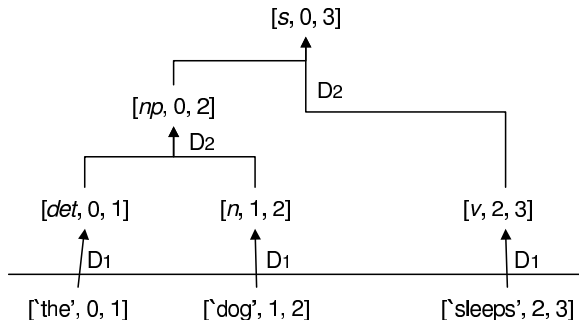 [s, 0, 3]
D2
[np, 0, 2]
D2
[det, 0, 1] [n, 1, 2] [v, 2, 3]
D1 D1 D1
[`the', 0, 1] [`dog', 1, 2] [`sleeps', 2, 3]